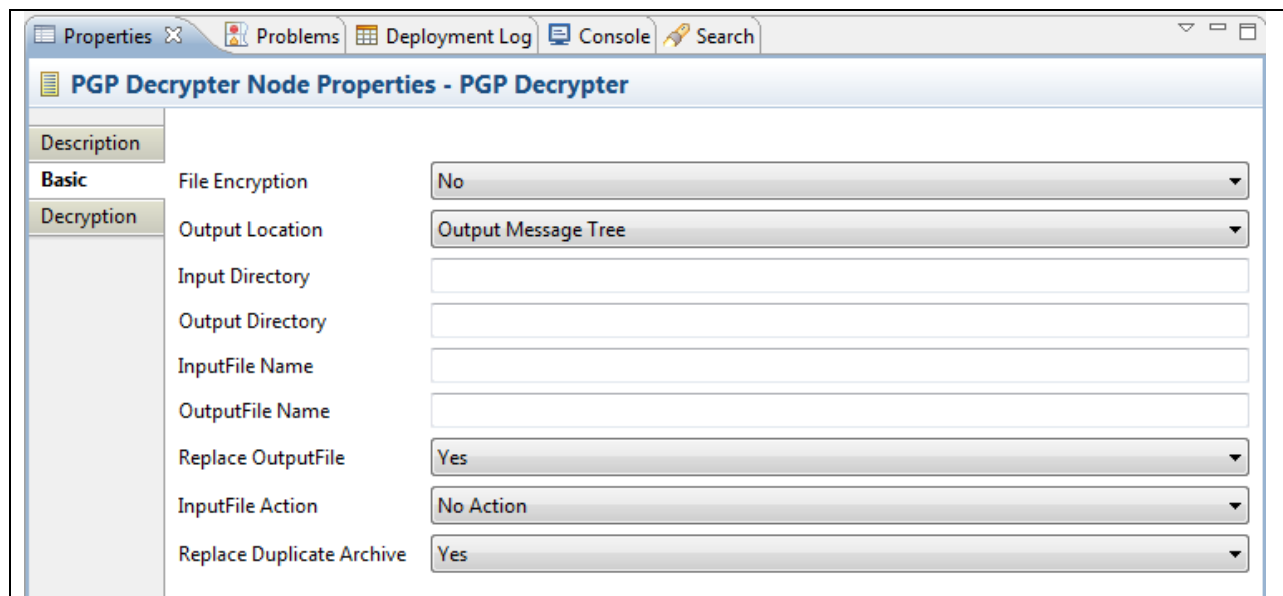 Properties Problems Deployment Log Console Search
PGP Decrypter Node Properties - PGP Decrypter
Description
Basic
Decryption
File Encryption No
Output Location Output Message Tree
Input Directory
Output Directory
InputFile Name
OutputFile Name
Replace OutputFile Yes
InputFile Action No Action
Replace Duplicate Archive Yes